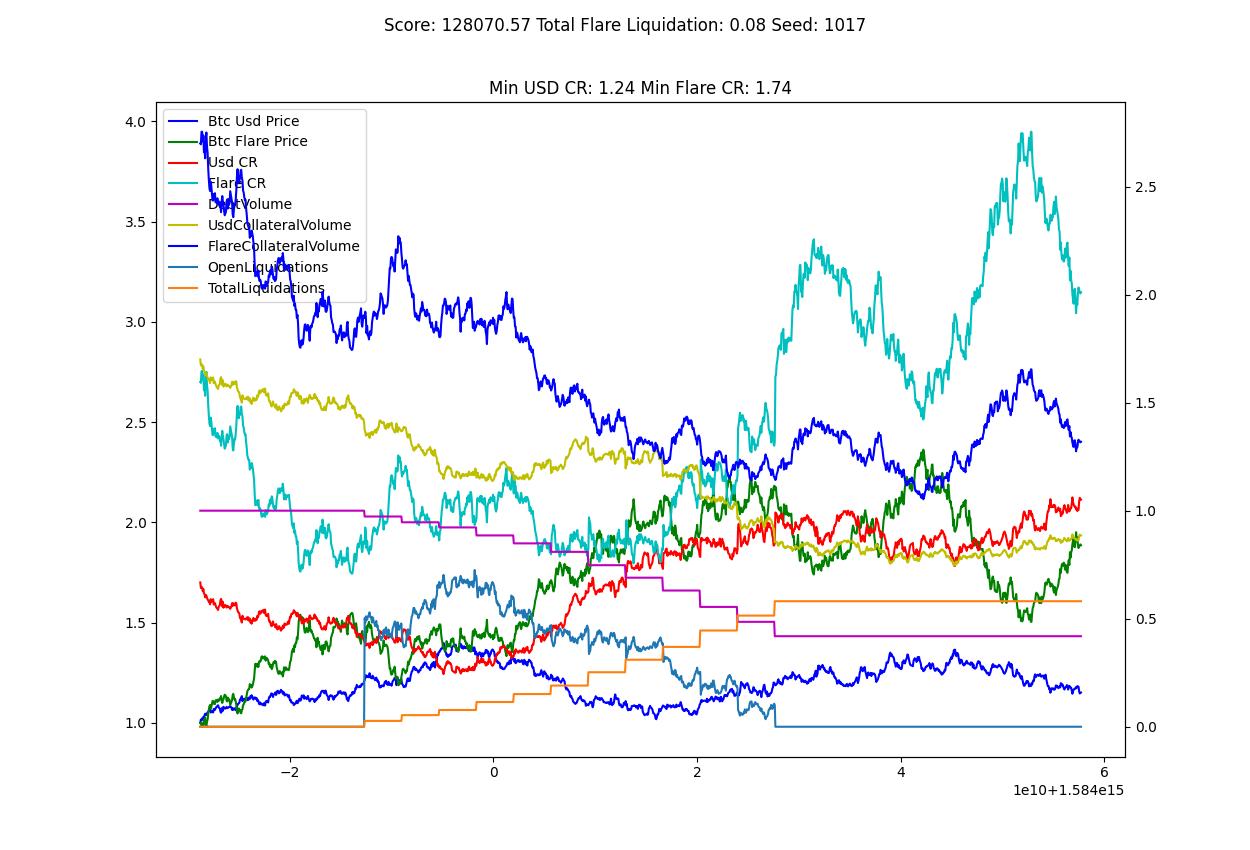 Score: 128070.57 Total Flare Liquidation: 0.08 Seed: 1017
Min USD CR: 1.24 Min Flare CR: 1.74
Btc Usd Price
Btc Flare Price
Usd CR
Flare CR
DebtVolume
UsdCollateralVolume
FlareCollateralVolume
OpenLiquidations
TotalLiquidations
4.0
3.5
3.0
2.5
2.0
1.5
1.0
2.5
2.0
1.5
1.0
0.5
0.0
−2 0 2 4 6
1e10+1.584e15